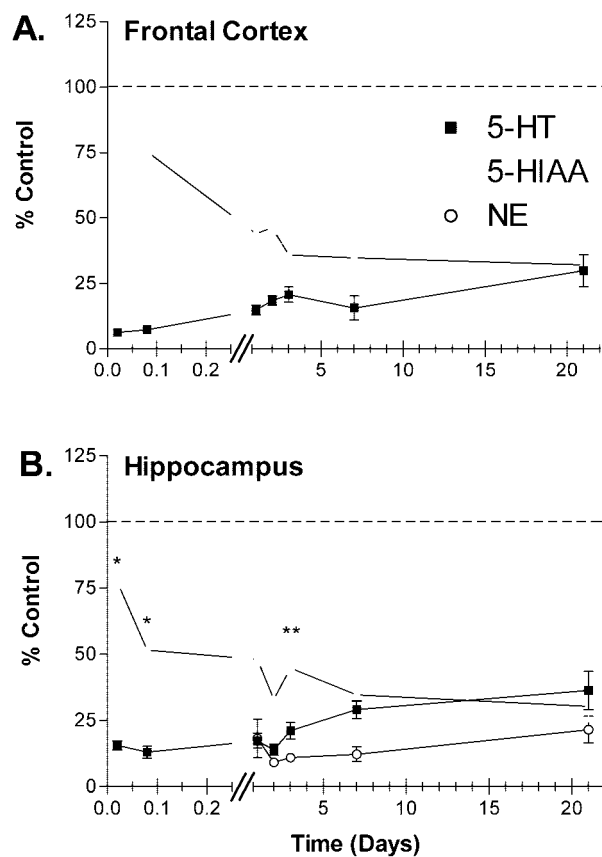 A. Frontal Cortex
125
100
75
50
25
0
% Control
5-HT
5-HIAA
NE
0.0 0.1 0.2 5 10 15 20
B. Hippocampus
125
100
75
50
25
0
% Control
*
*
**
0.0 0.1 0.2 5 10 15 20
Time (Days)